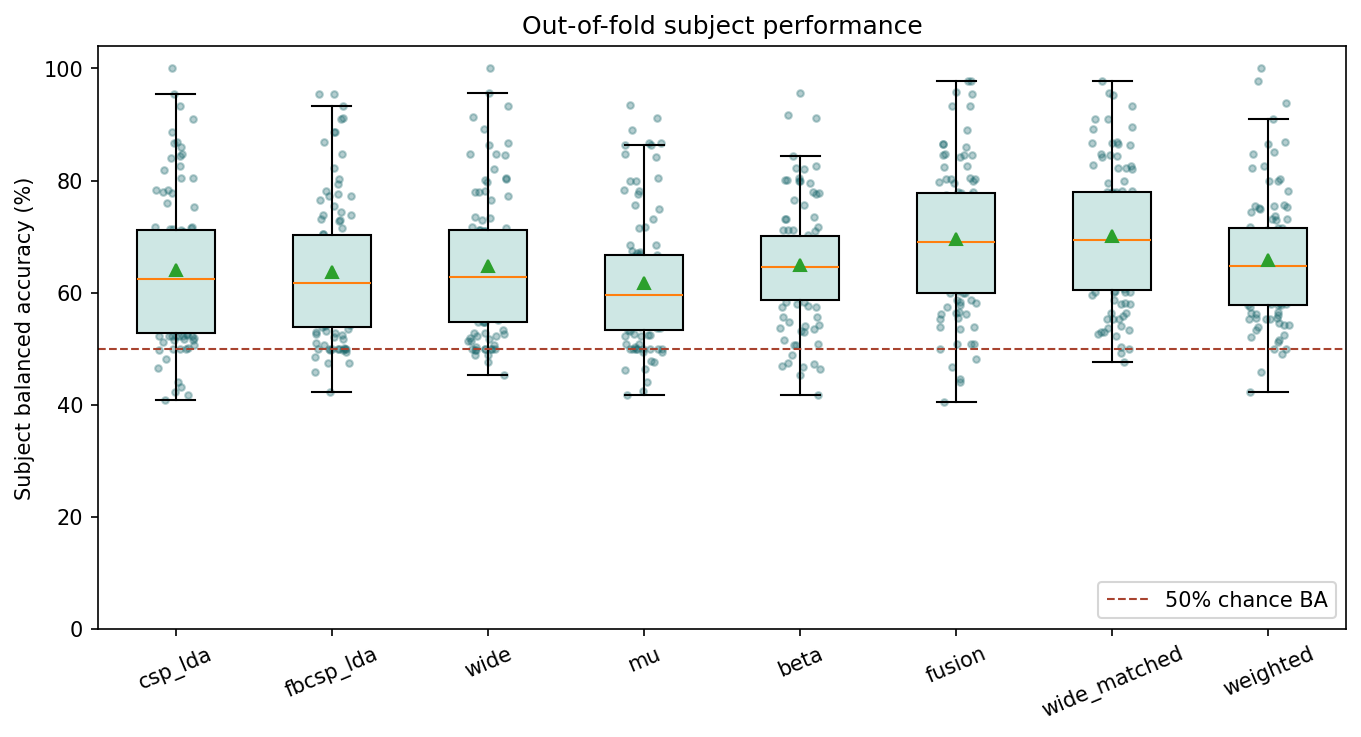 Out-of-fold subject performance
Subject balanced accuracy (%)
100
80
60
40
20
0
50% chance BA
csp_lda
fbcsp_lda
wide
mu
beta
fusion
wide_matched
weighted